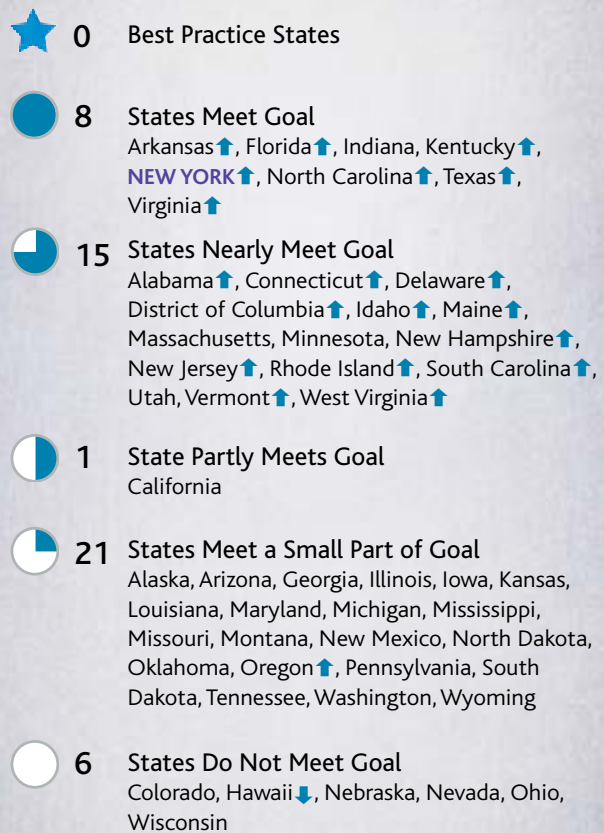 0 Best Practice States
8 States Meet Goal
Arkansas⬆, Florida⬆, Indiana, Kentucky⬆,
NEW YORK⬆, North Carolina⬆, Texas⬆,
Virginia⬆
15 States Nearly Meet Goal
Alabama⬆, Connecticut⬆, Delaware⬆,
District of Columbia⬆, Idaho⬆, Maine⬆,
Massachusetts, Minnesota, New Hampshire⬆,
New Jersey⬆, Rhode Island⬆, South Carolina⬆,
Utah, Vermont⬆, West Virginia⬆
1 State Partly Meets Goal
California
21 States Meet a Small Part of Goal
Alaska, Arizona, Georgia, Illinois, Iowa, Kansas,
Louisiana, Maryland, Michigan, Mississippi,
Missouri, Montana, New Mexico, North Dakota,
Oklahoma, Oregon⬆, Pennsylvania, South
Dakota, Tennessee, Washington, Wyoming
6 States Do Not Meet Goal
Colorado, Hawaii⬇, Nebraska, Nevada, Ohio,
Wisconsin